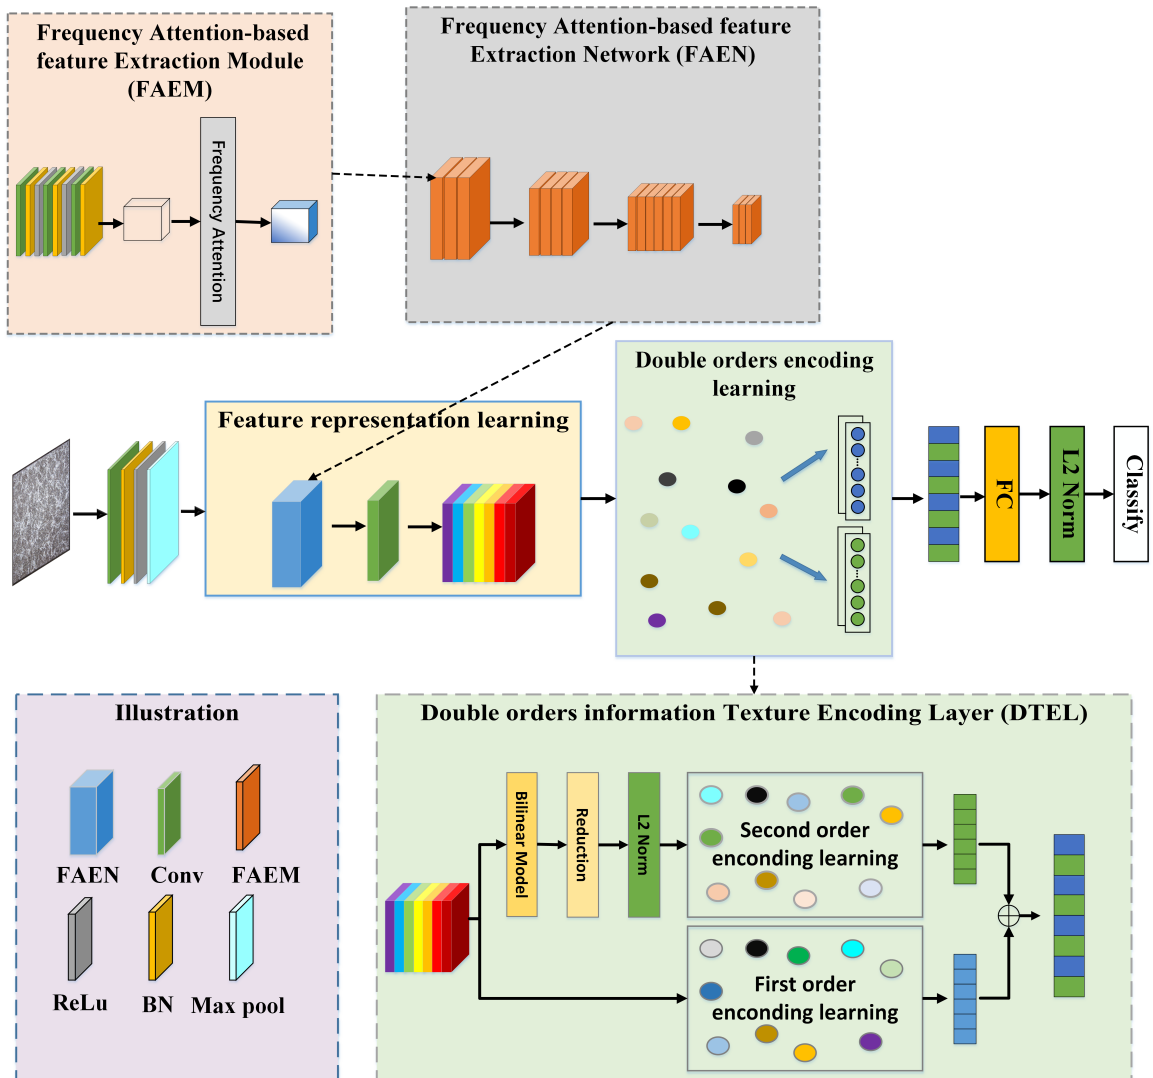 Frequency Attention-based
feature Extraction Module
(FAEM)
Frequency Attention
Frequency Attention-based feature
Extraction Network (FAEN)
Feature representation learning
Double orders encoding
learning
FC
L2 Norm
Classify
Illustration
FAEN
Conv
FAEM
ReLu
BN
Max pool
Double orders information Texture Encoding Layer (DTEL)
Bilinear Model
Reduction
L2 Norm
Second order
enconding learning
First order
enconding learning